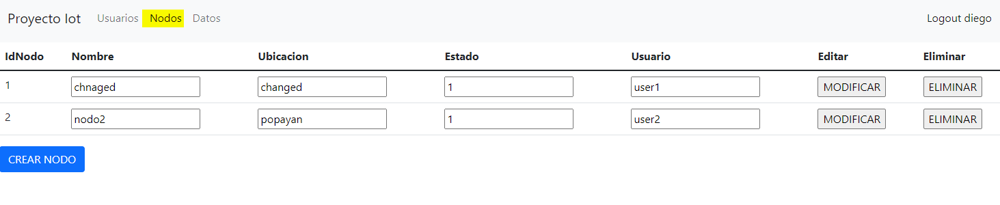 Proyecto Iot Usuarios Nodos Datos Logout diego
IdNodo Nombre Ubicacion Estado Usuario Editar Eliminar
1 chnaged changed 1 user1 MODIFICAR ELIMINAR
2 nodo2 popayan 1 user2 MODIFICAR ELIMINAR
CREAR NODO